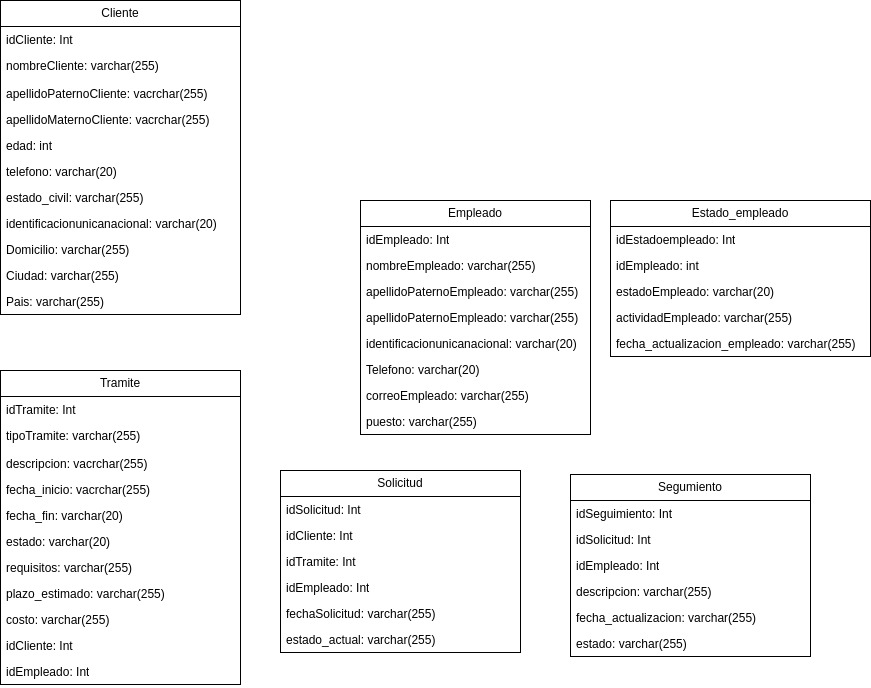 Cliente
idCliente: Int
nombreCliente: varchar(255)
apellidoPaternoCliente: vacrchar(255)
apellidoMaternoCliente: vacrchar(255)
edad: int
telefono: varchar(20)
estado_civil: varchar(255)
identificacionunicanacional: varchar(20)
Domicilio: varchar(255)
Ciudad: varchar(255)
Pais: varchar(255)
Empleado
idEmpleado: Int
nombreEmpleado: varchar(255)
apellidoPaternoEmpleado: varchar(255)
apellidoPaternoEmpleado: varchar(255)
identificacionunicanacional: varchar(20)
Telefono: varchar(20)
correoEmpleado: varchar(255)
puesto: varchar(255)
Estado_empleado
idEstadoempleado: Int
idEmpleado: int
estadoEmpleado: varchar(20)
actividadEmpleado: varchar(255)
fecha_actualizacion_empleado: varchar(255)
Tramite
idTramite: Int
tipoTramite: varchar(255)
descripcion: vacrchar(255)
fecha_inicio: vacrchar(255)
fecha_fin: varchar(20)
estado: varchar(20)
requisitos: varchar(255)
plazo_estimado: varchar(255)
costo: varchar(255)
idCliente: Int
idEmpleado: Int
Solicitud
idSolicitud: Int
idCliente: Int
idTramite: Int
idEmpleado: Int
fechaSolicitud: varchar(255)
estado_actual: varchar(255)
Segumiento
idSeguimiento: Int
idSolicitud: Int
idEmpleado: Int
descripcion: varchar(255)
fecha_actualizacion: varchar(255)
estado: varchar(255)